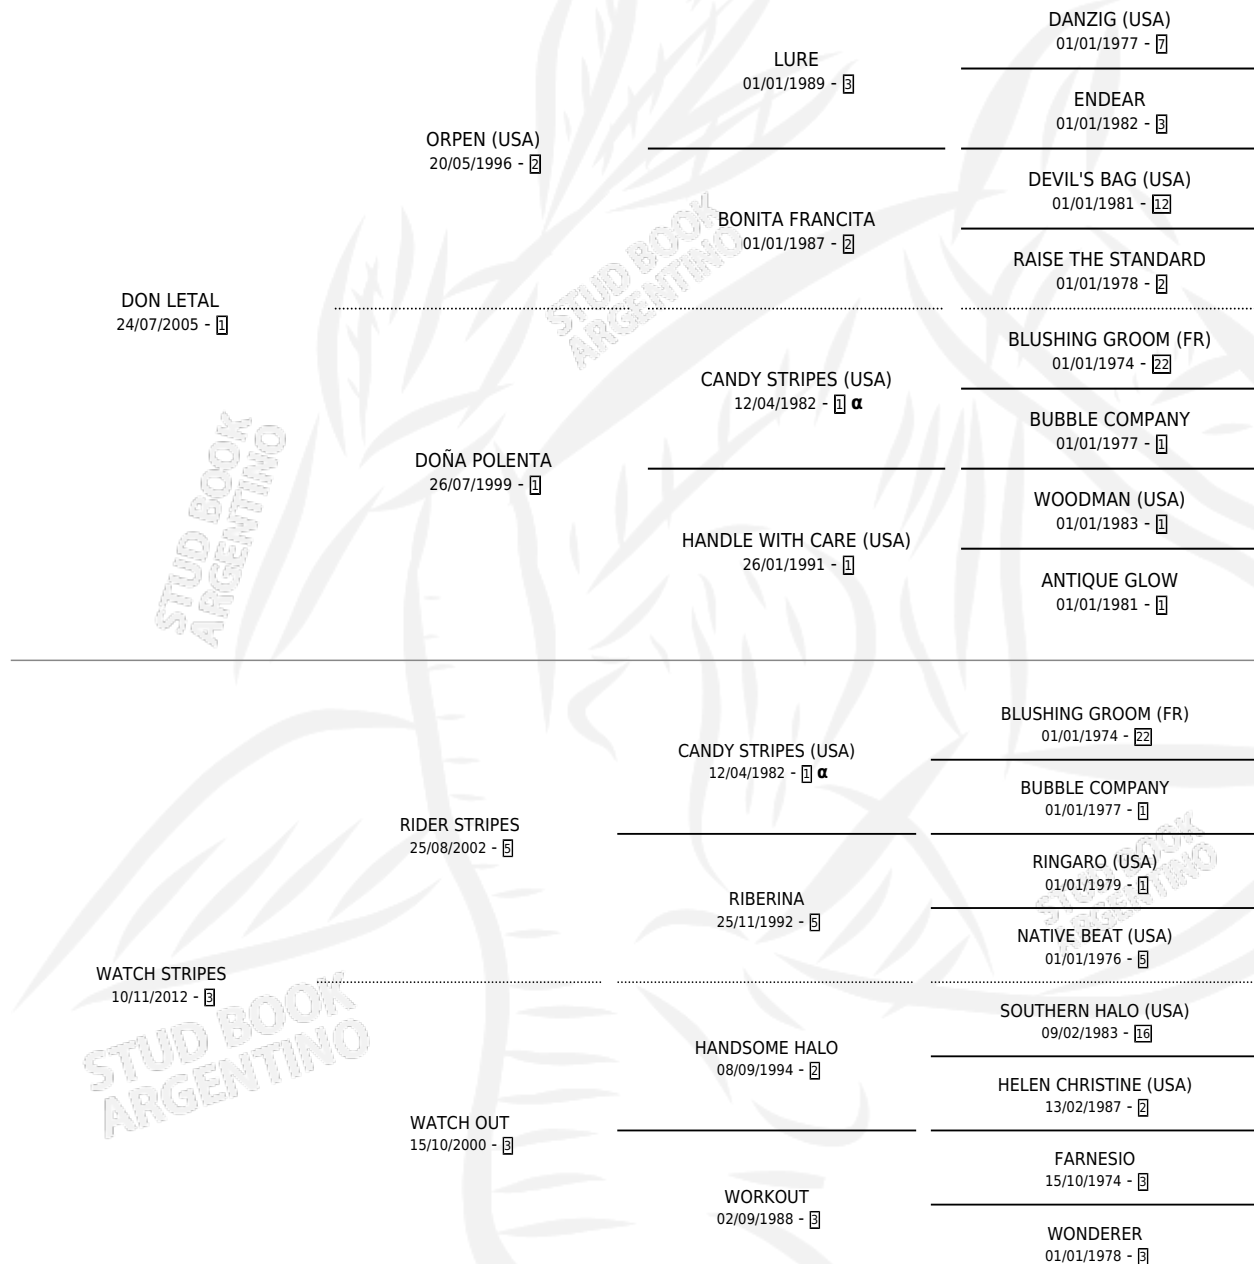 DANZIG (USA)
01/01/1977 - 7
LURE
01/01/1989 - 3
ENDEAR
01/01/1982 - 3
ORPEN (USA)
20/05/1996 - 2
DEVIL'S BAG (USA)
01/01/1981 - 12
BONITA FRANCITA
01/01/1987 - 2
RAISE THE STANDARD
01/01/1978 - 2
DON LETAL
24/07/2005 - 1
BLUSHING GROOM (FR)
01/01/1974 - 22
CANDY STRIPES (USA)
12/04/1982 - 1 α
BUBBLE COMPANY
01/01/1977 - 1
DOÑA POLENTA
26/07/1999 - 1
WOODMAN (USA)
01/01/1983 - 1
HANDLE WITH CARE (USA)
26/01/1991 - 1
ANTIQUE GLOW
01/01/1981 - 1
BLUSHING GROOM (FR)
01/01/1974 - 22
CANDY STRIPES (USA)
12/04/1982 - 1 α
BUBBLE COMPANY
01/01/1977 - 1
RIDER STRIPES
25/08/2002 - 5
RINGARO (USA)
01/01/1979 - 1
RIBERINA
25/11/1992 - 5
NATIVE BEAT (USA)
01/01/1976 - 5
WATCH STRIPES
10/11/2012 - 3
SOUTHERN HALO (USA)
09/02/1983 - 16
HANDSOME HALO
08/09/1994 - 2
HELEN CHRISTINE (USA)
13/02/1987 - 2
WATCH OUT
15/10/2000 - 3
FARNESIO
15/10/1974 - 3
WORKOUT
02/09/1988 - 3
WONDERER
01/01/1978 - 3
STUD BOOK
ARGENTINO
STUD BOOK
ARGENTINO
STUD BOOK
ARGENTINO
STUD BOOK
ARGENTINO